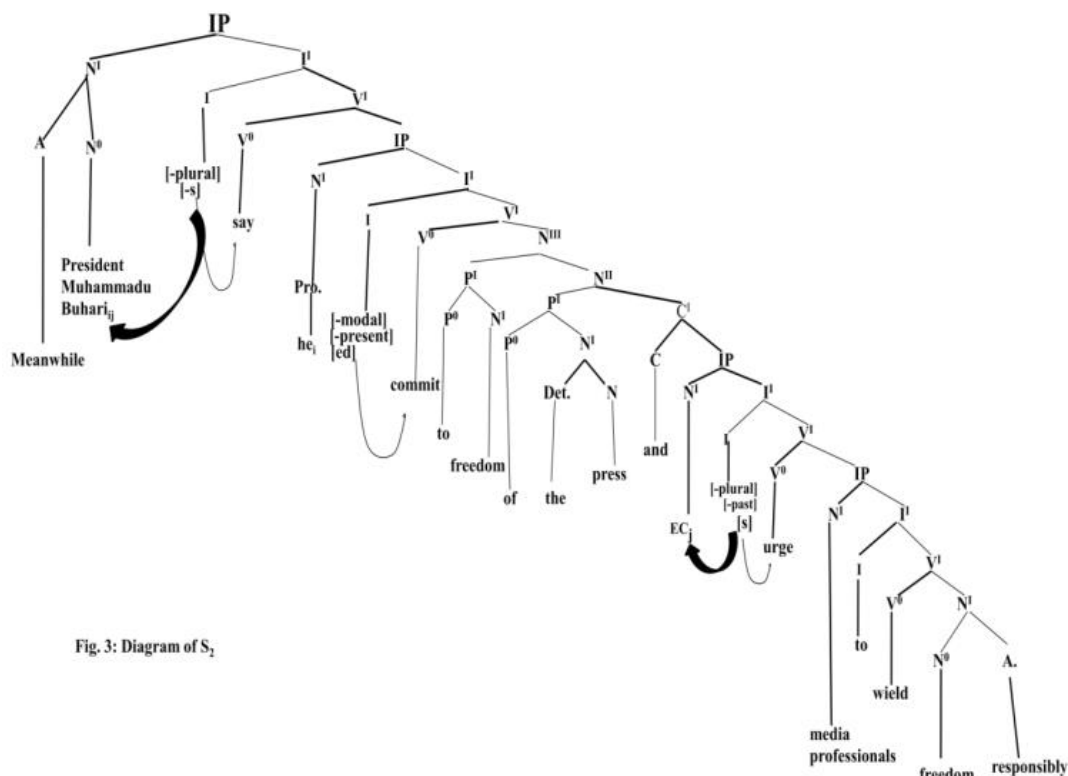 IP
N^I I^I
I V^I
A N^0 V^0 IP
[-plural]
[-s]
N^I I^I
say
I V^I
V^0 N^III
President
Muhammadu
Buhari_ij
Pro.
P^I N^II
P^0 N^I P^I C^I
[-modal]
[-present]
[ed]
he_i
P^0 N^I C IP
Meanwhile
commit
Det. N N^I I^I
to
I V^I
freedom
and
V^0 IP
press
of the
[-plural]
[-past]
[s]
N^I I^I
EC_j
urge
I V^I
V^0 N^I
to
Fig. 3: Diagram of S_2
N^0 A.
wield
media
professionals
freedom responsibly